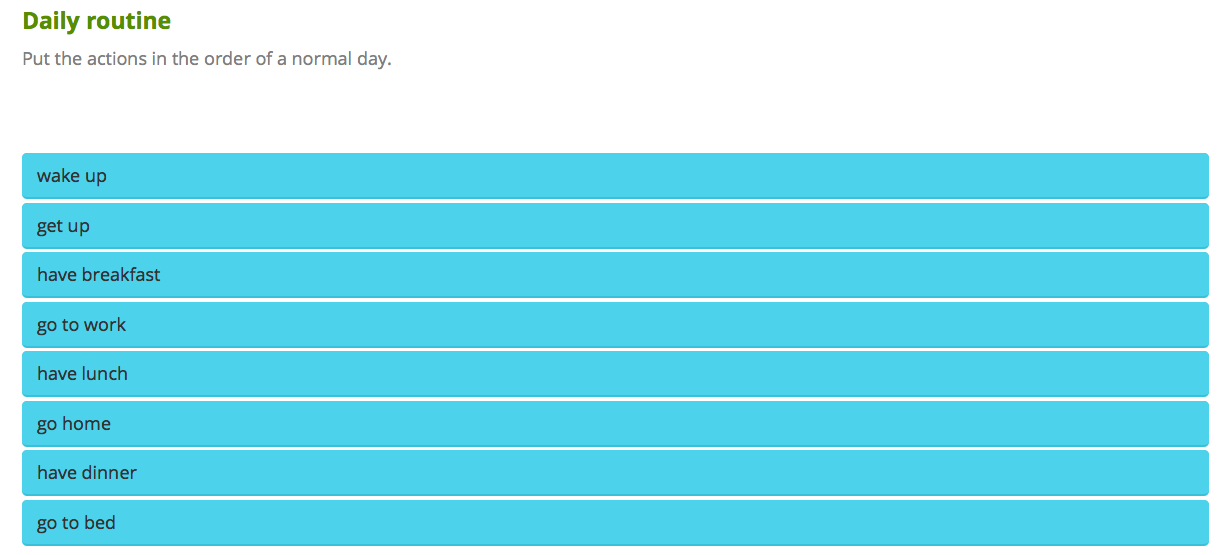 Daily routine
Put the actions in the order of a normal day.
wake up
get up
have breakfast
go to work
have lunch
go home
have dinner
go to bed